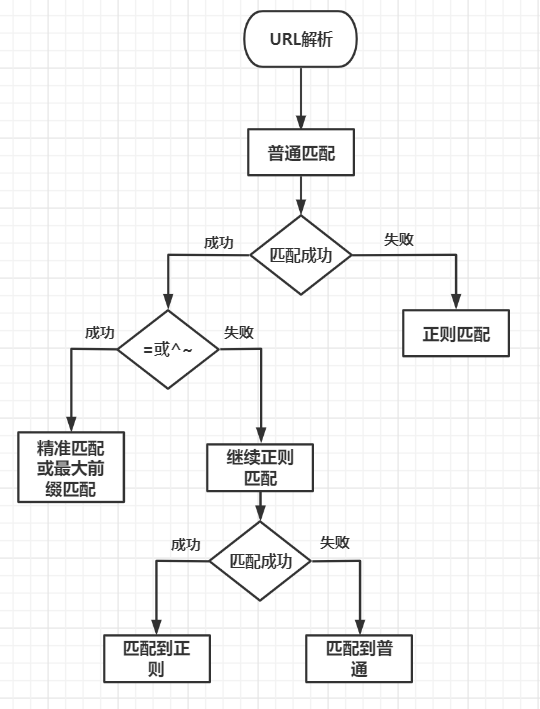 URL解析
普通匹配
成功
匹配成功
失败
正则匹配
成功
=或^~
失败
精准匹配
或最大前
缀匹配
继续正则
匹配
成功
匹配成功
失败
匹配到正
则
匹配到普
通